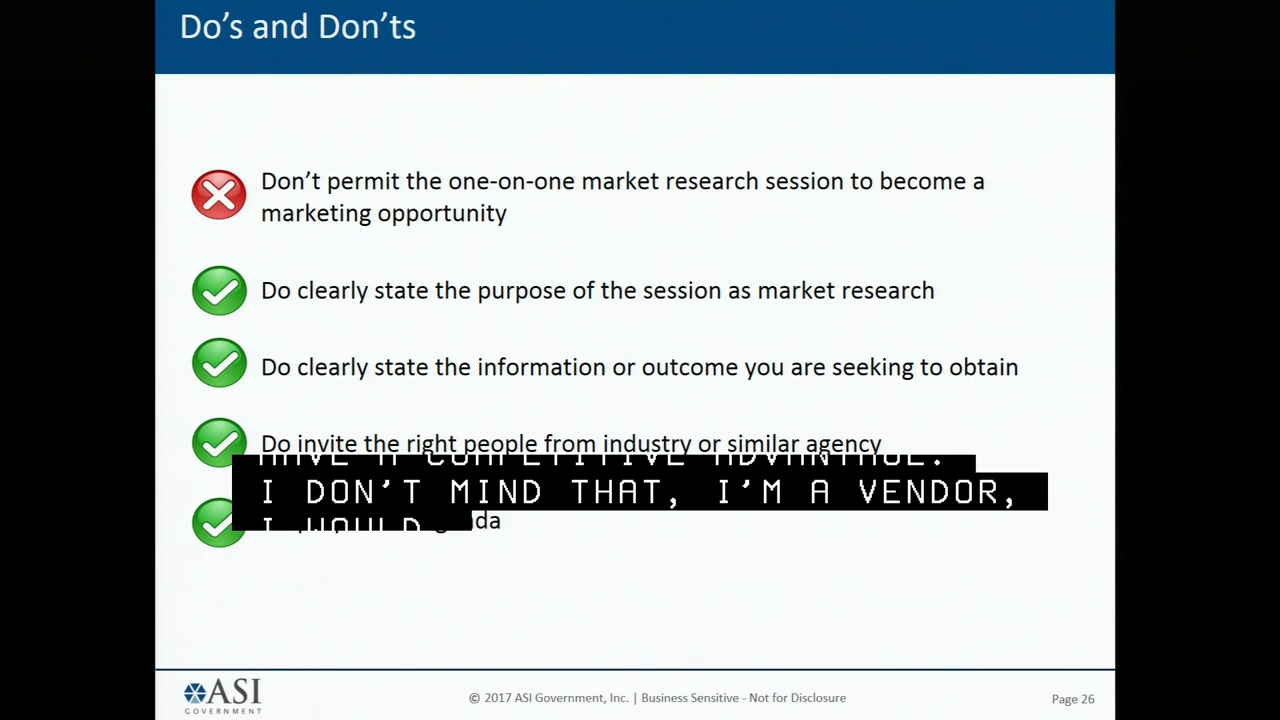 Do’s and Don’ts
Don’t permit the one-on-one market research session to become a
marketing opportunity
Do clearly state the purpose of the session as market research
Do clearly state the information or outcome you are seeking to obtain
Do invite the right people from industry or similar agency
HAVE A COMPETITIVE ADVANTAGE.
I DON’T MIND THAT, I’M A VENDOR,
I WOULD
ASI
GOVERNMENT
© 2017 ASI Government, Inc. | Business Sensitive - Not for Disclosure
Page 26